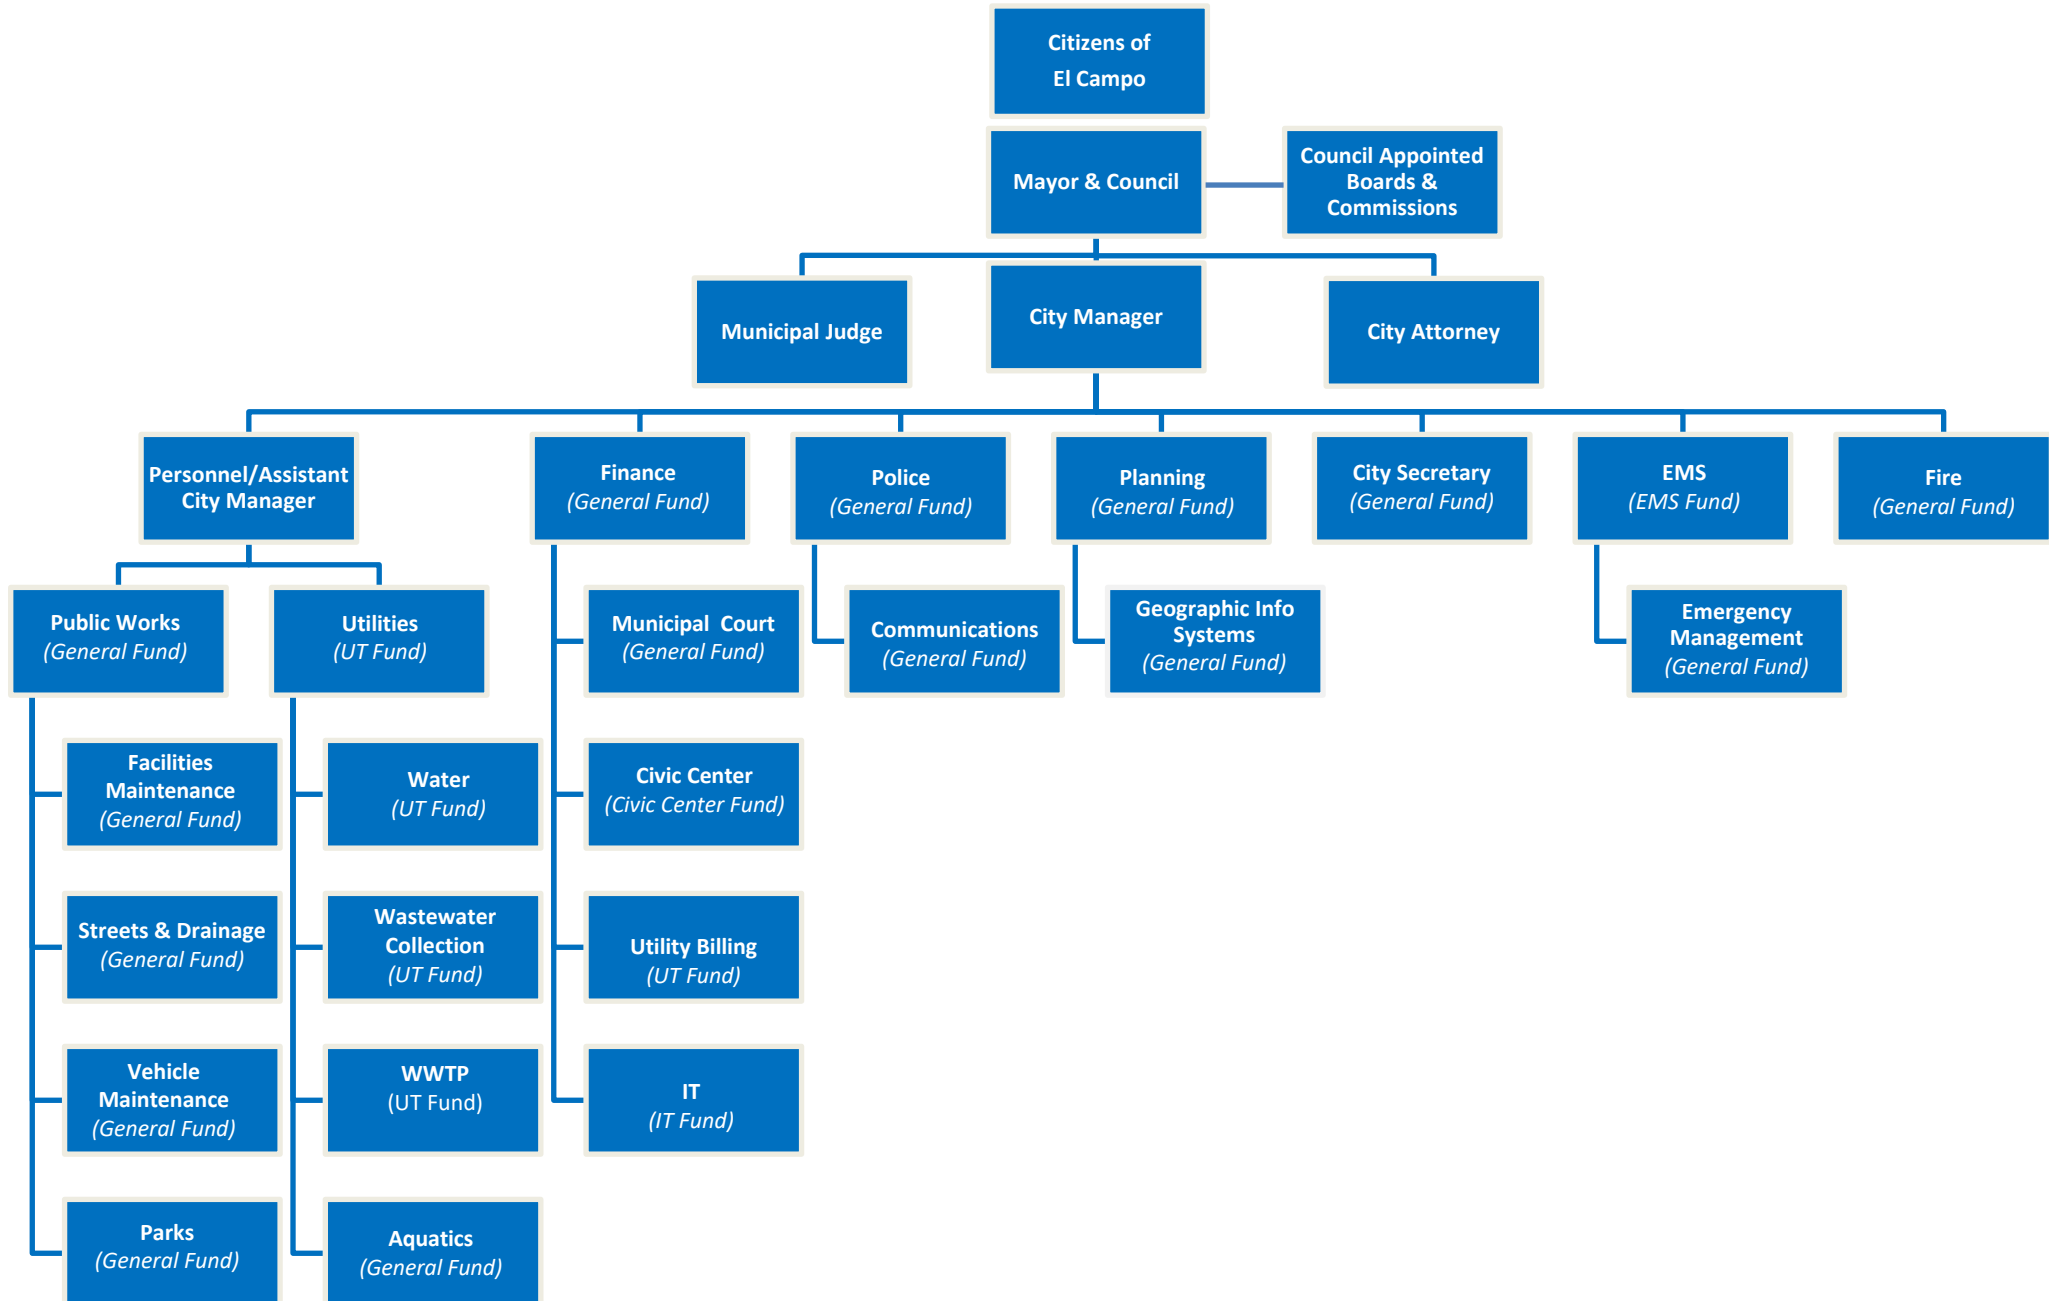 Citizens of
El Campo
Mayor & Council
Council Appointed
Boards &
Commissions
Municipal Judge
City Manager
City Attorney
Personnel/Assistant
City Manager
Finance
(General Fund)
Police
(General Fund)
Planning
(General Fund)
City Secretary
(General Fund)
EMS
(EMS Fund)
Fire
(General Fund)
Public Works
(General Fund)
Utilities
(UT Fund)
Municipal  Court
(General Fund)
Communications
(General Fund)
Geographic Info
Systems
(General Fund)
Emergency
Management
(General Fund)
Facilities
Maintenance
(General Fund)
Water
(UT Fund)
Civic Center
(Civic Center Fund)
Streets & Drainage
(General Fund)
Wastewater
Collection
(UT Fund)
Utility Billing
(UT Fund)
Vehicle
Maintenance
(General Fund)
WWTP
(UT Fund)
IT
(IT Fund)
Parks
(General Fund)
Aquatics
(General Fund)